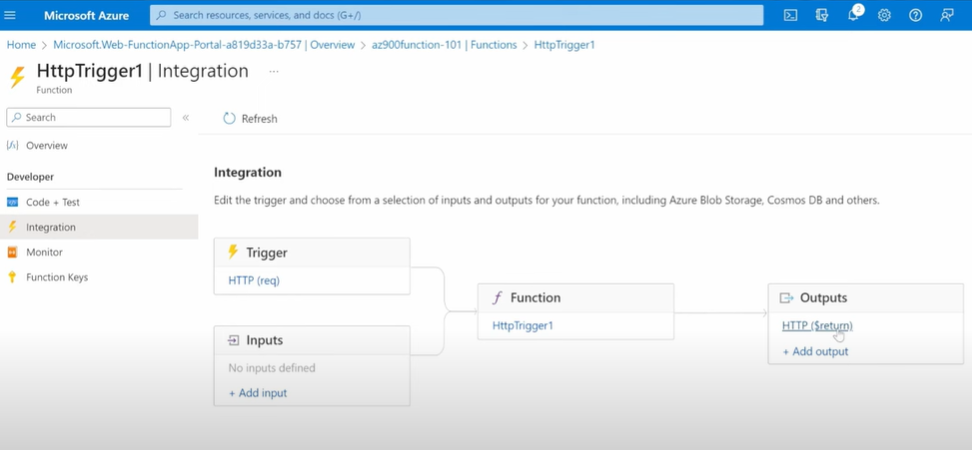 Microsoft Azure
Search resources, services, and docs (G+/)
2
Home > Microsoft.Web-FunctionApp-Portal-a819d33a-b757 | Overview > az900function-101 | Functions > HttpTrigger1
HttpTrigger1 | Integration ...
Function
Search «
Refresh
Overview
Developer
Code + Test
Integration
Monitor
Function Keys
Integration
Edit the trigger and choose from a selection of inputs and outputs for your function, including Azure Blob Storage, Cosmos DB and others.
Trigger
HTTP (req)
Inputs
No inputs defined
+ Add input
Function
HttpTrigger1
Outputs
HTTP ($return)
+ Add output